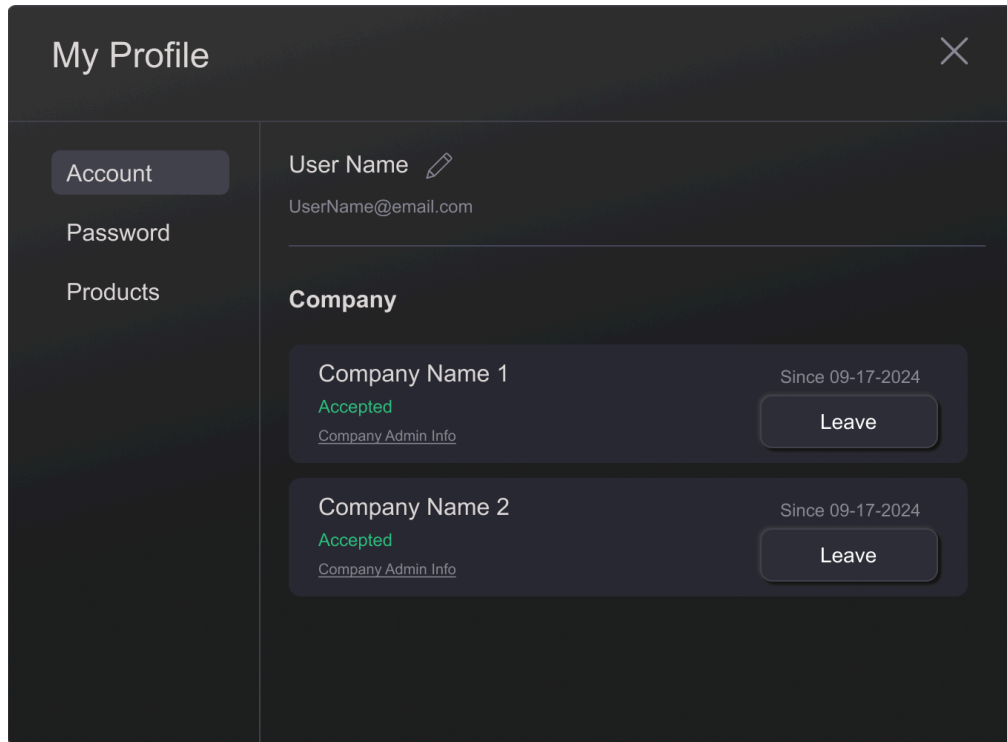 My Profile
Account
Password
Products
User Name
UserName@email.com
Company
Company Name 1
Since 09-17-2024
Accepted
Leave
Company Admin Info
Company Name 2
Since 09-17-2024
Accepted
Leave
Company Admin Info